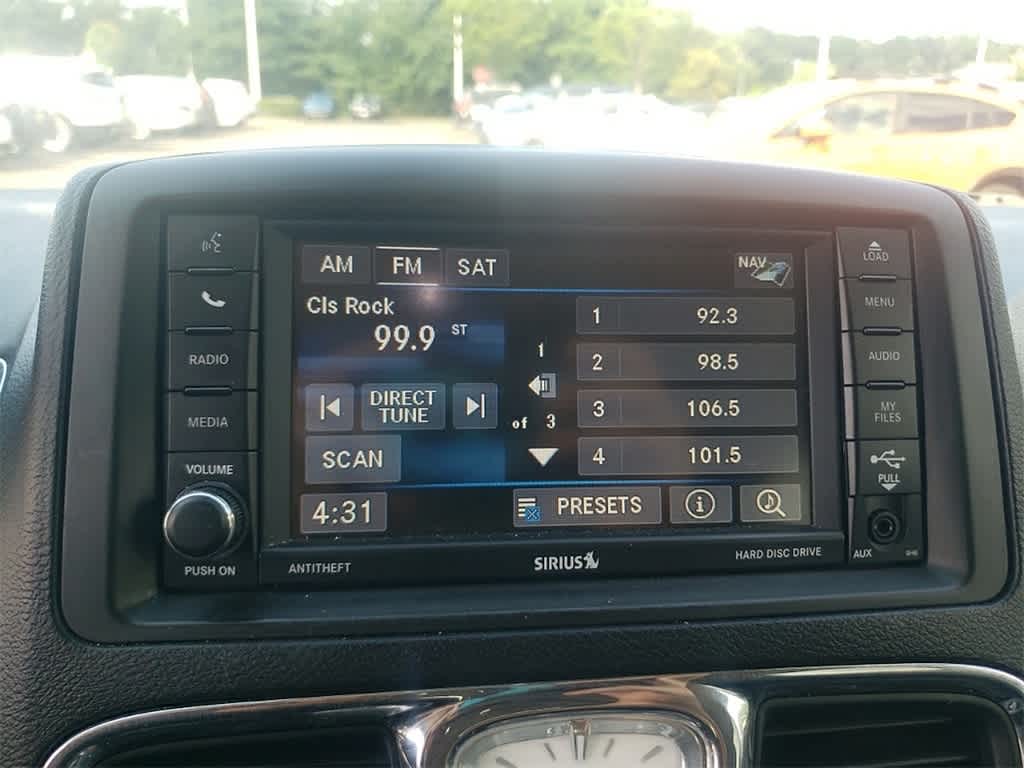 AM FM SAT NAV
LOAD
MENU
Cls Rock
99.9 ST
1 92.3
RADIO
1
2 98.5
AUDIO
MEDIA
DIRECT
TUNE
of 3
3 106.5
MY
FILES
VOLUME
SCAN
4 101.5
PULL
4:31
PRESETS
i
PUSH ON
ANTITHEFT
SIRIUS
HARD DISC DRIVE
AUX